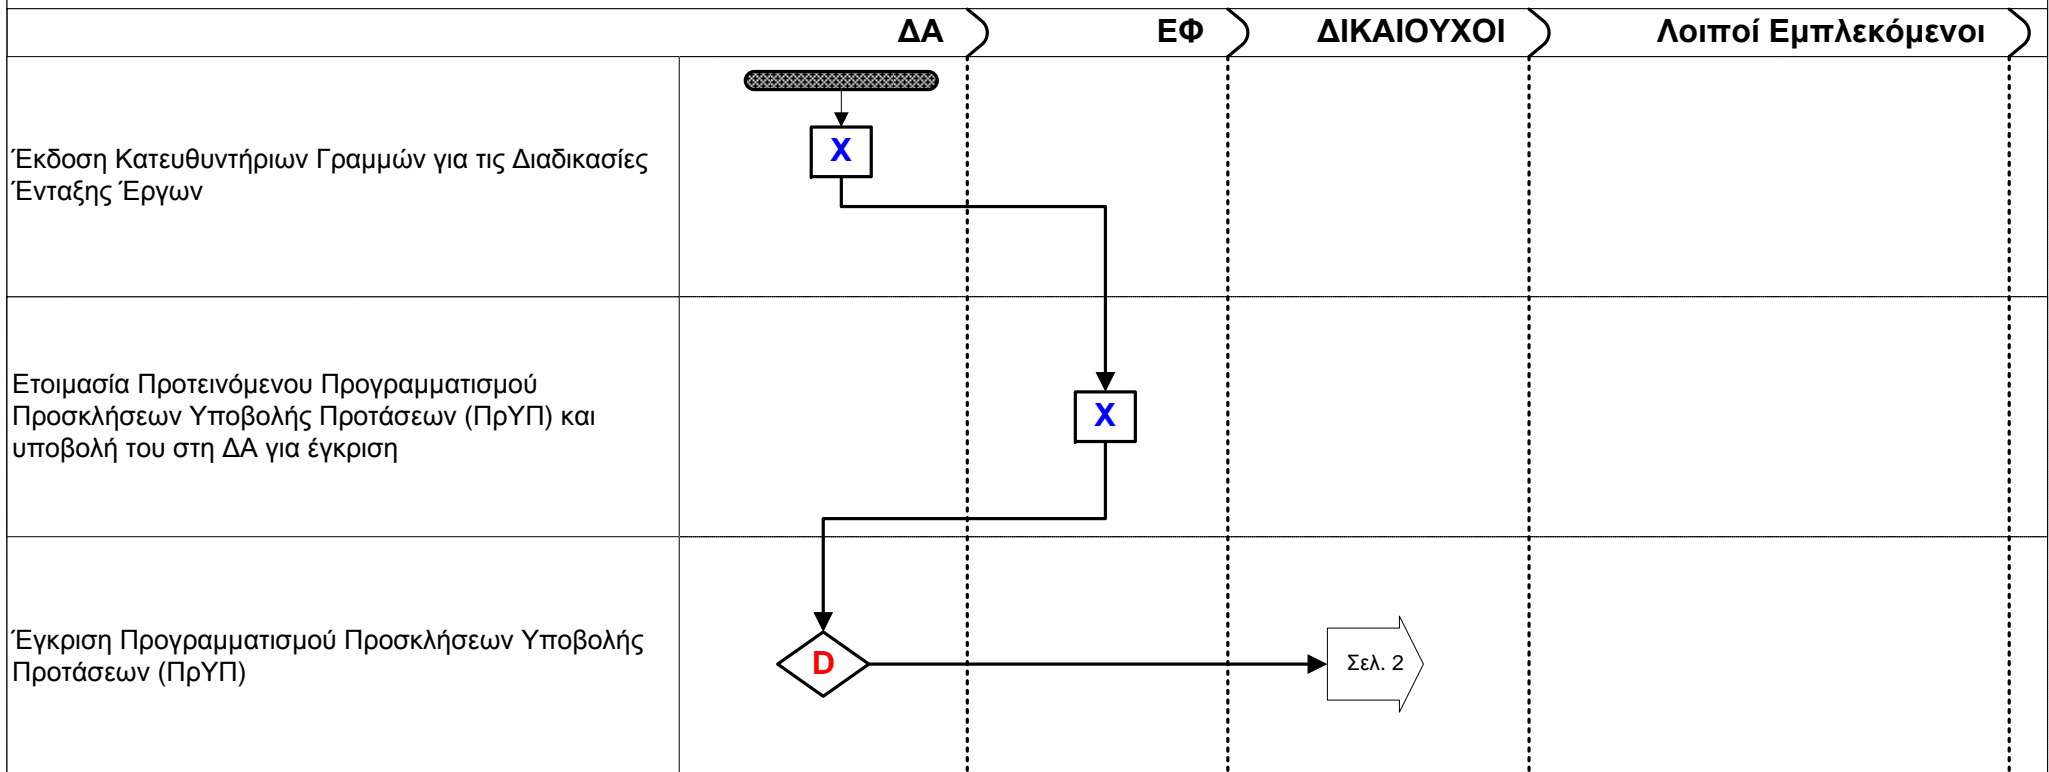 ΔΑ
ΕΦ
ΔΙΚΑΙΟΥΧΟΙ
Λοιποί Εμπλεκόμενοι
Έκδοση Κατευθυντήριων Γραμμών για τις Διαδικασίες
Ένταξης Έργων
X
Ετοιμασία Προτεινόμενου Προγραμματισμού
Προσκλήσεων Υποβολής Προτάσεων (ΠρΥΠ) και
υποβολή του στη ΔΑ για έγκριση
X
Έγκριση Προγραμματισμού Προσκλήσεων Υποβολής
Προτάσεων (ΠρΥΠ)
D
Σελ. 2